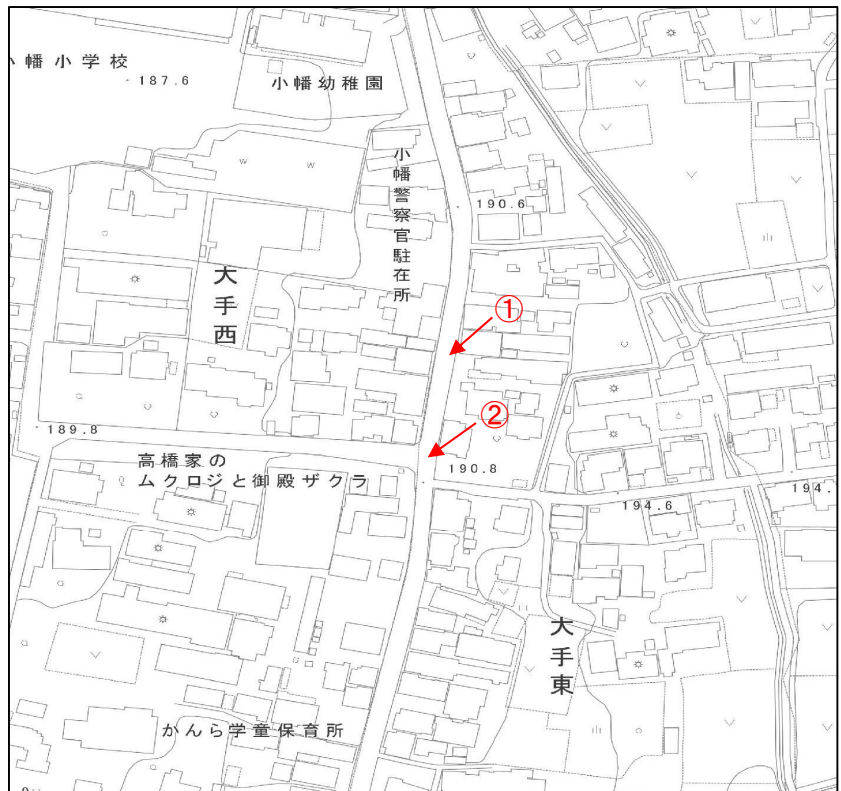 幡小学校
187.6
小幡幼稚園
小幡警察官駐在所
190.6
大手西
①
②
189.8
高橋家の
ムクロジと御殿ザクラ
190.8
194.
194.6
大手東
かんら学童保育所